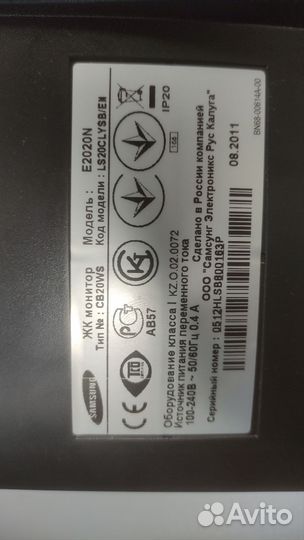 SAMSUNG
ЖК монитор
Тип № : CB20WS
Модель : E2020N
Код модели : LS20CLYSB/EN
IP20
AB57
Оборудование класса I KZ.O.02.0072
Источник питания переменного тока
100-240В ~ 50/60Гц 0.4 А
Сделано в России компанией
ООО "Самсунг Электроникс Рус Калуга"
08.2011
Серийный номер : 0512HLSB800163P
BN68-00614A-00
Avito